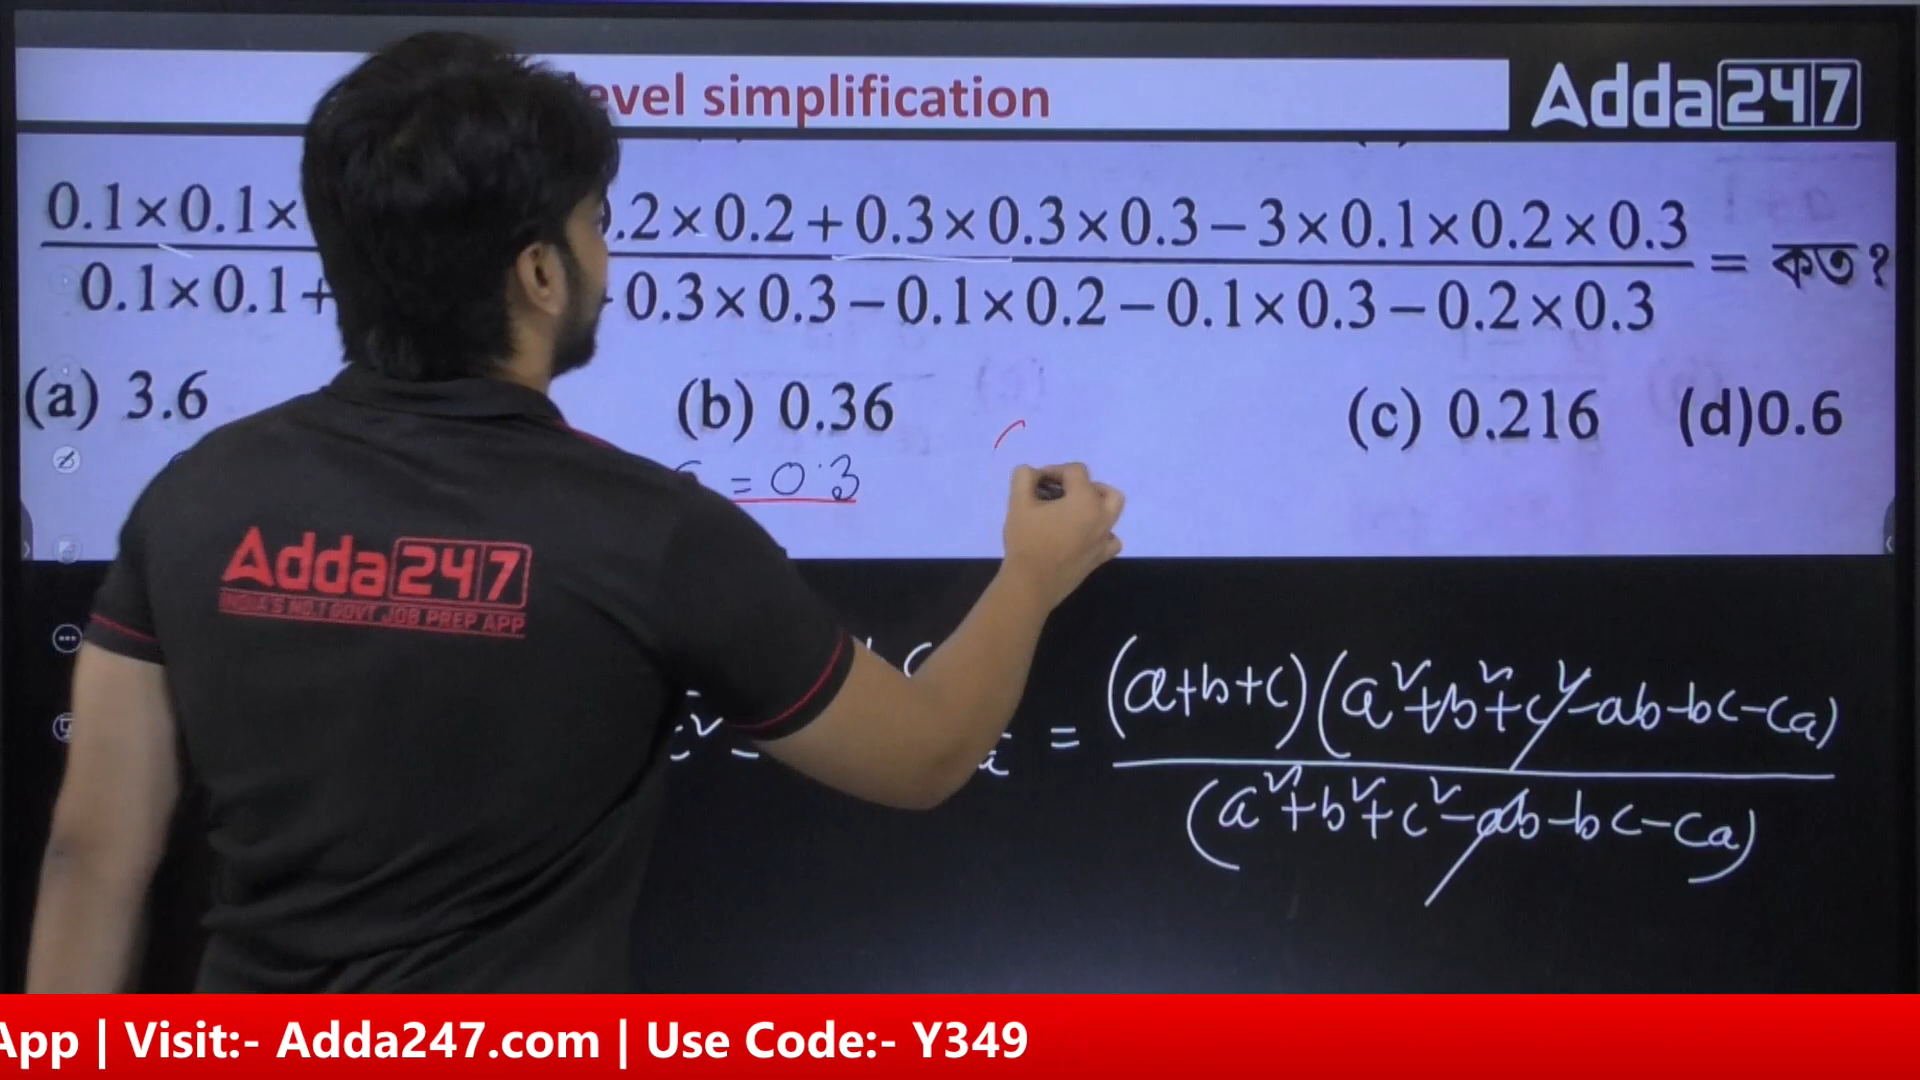 evel simplification
Adda247
0.1×0.1× .2×0.2+0.3×0.3×0.3−3×0.1×0.2×0.3
= কত?
0.1×0.1+ 0.3×0.3−0.1×0.2−0.1×0.3−0.2×0.3
(a) 3.6 (b) 0.36 (c) 0.216 (d)0.6
= 0.3
Adda247
INDIA'S NO.1 GOVT JOB PREP APP
= (a+b+c)(a²+b²+c²-ab-bc-ca)
(a²+b²+c²-ab-bc-ca)
App | Visit:- Adda247.com | Use Code:- Y349